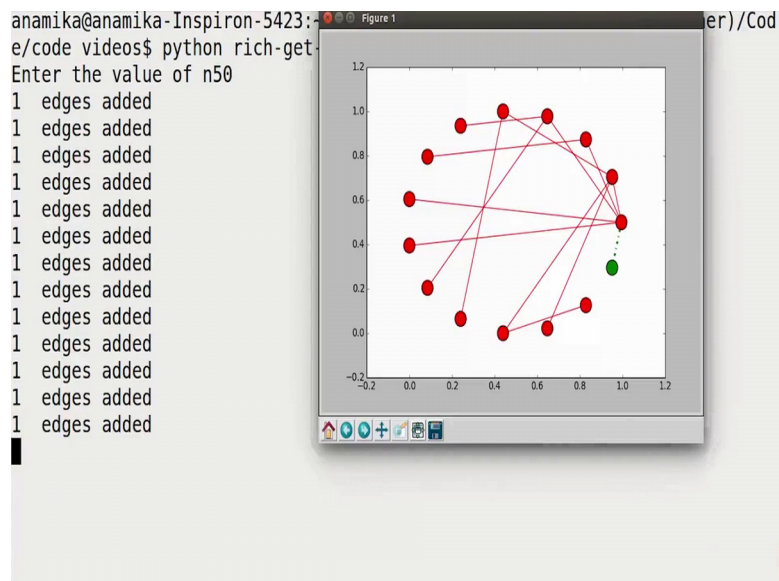 anamika@anamika-Inspiron-5423:~
er)/Cod
e/code videos$ python rich-get-
Enter the value of n50
1 edges added
1 edges added
1 edges added
1 edges added
1 edges added
1 edges added
1 edges added
1 edges added
1 edges added
1 edges added
1 edges added
1 edges added
1 edges added
Figure 1
1.2
1.0
0.8
0.6
0.4
0.2
0.0
−0.2
−0.2 0.0 0.2 0.4 0.6 0.8 1.0 1.2